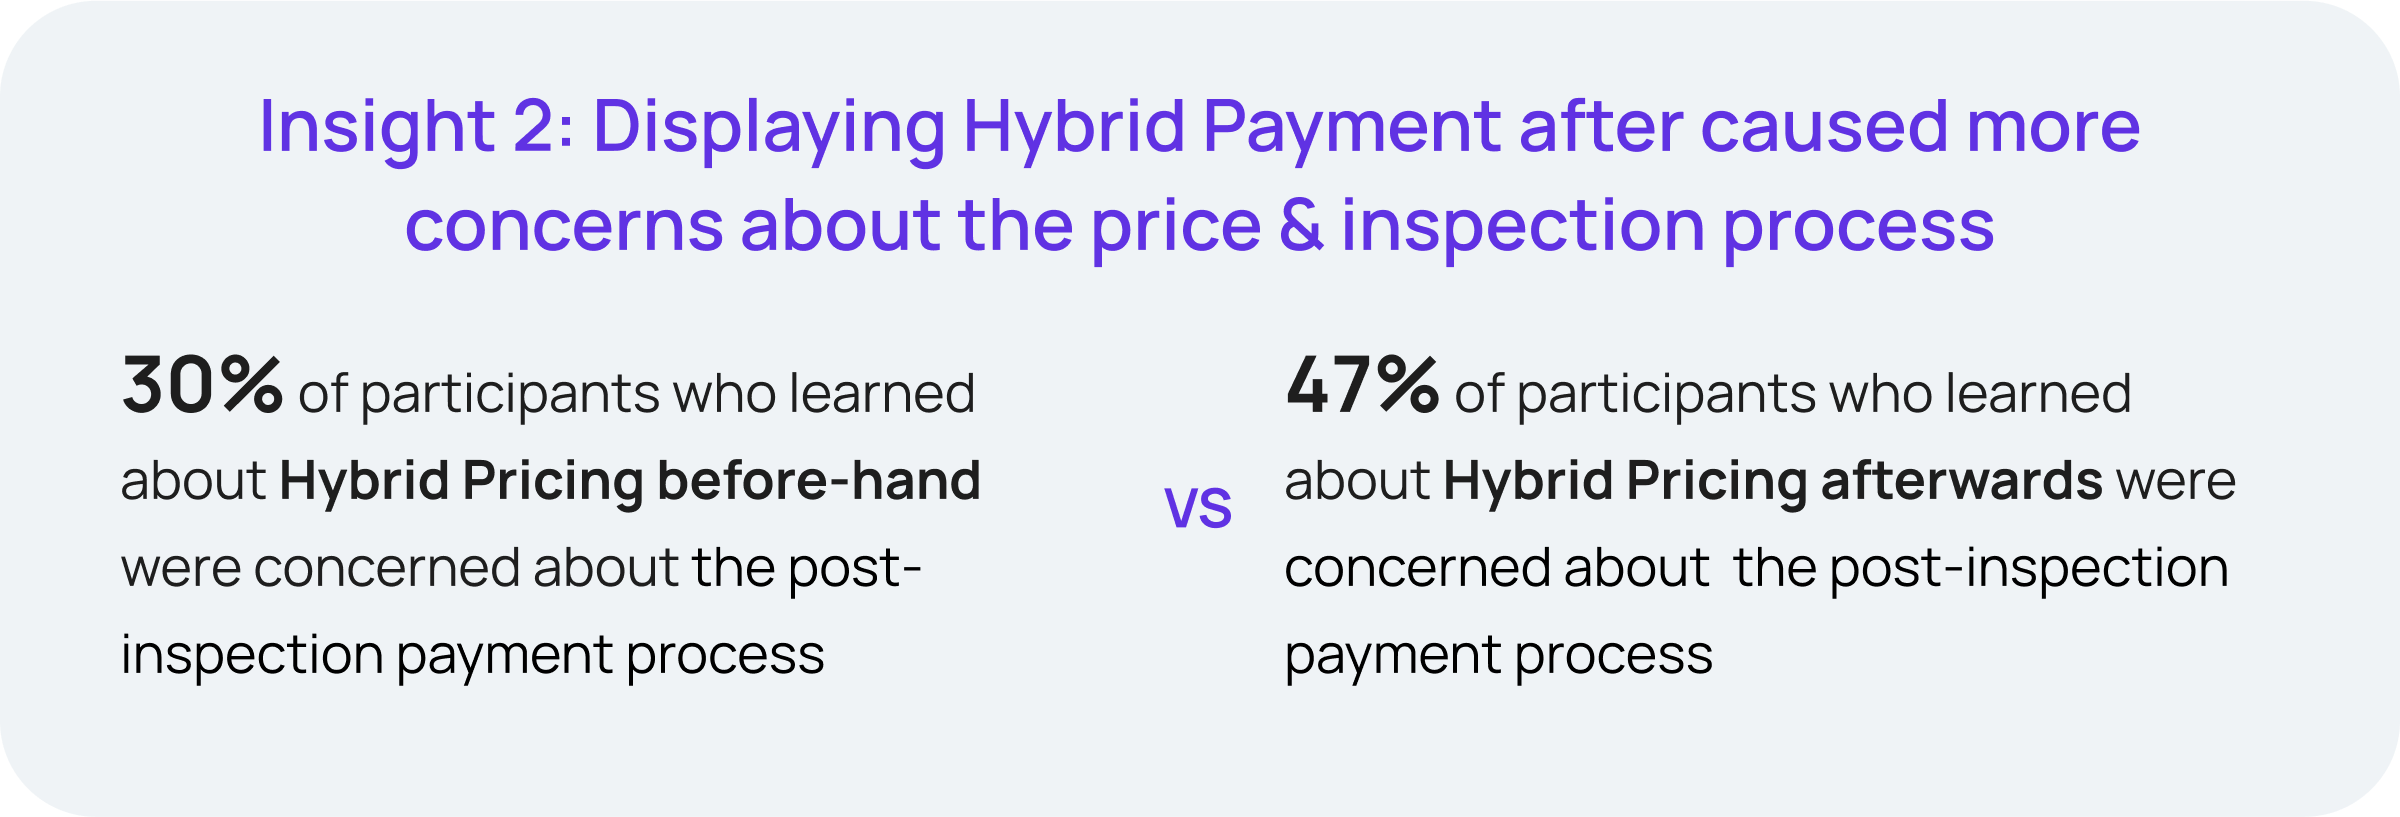 Insight 2: Displaying Hybrid Payment after caused more
concerns about the price & inspection process
30% of participants who learned
about Hybrid Pricing before-hand
were concerned about the post-
inspection payment process
VS
47% of participants who learned
about Hybrid Pricing afterwards were
concerned about  the post-inspection
payment process